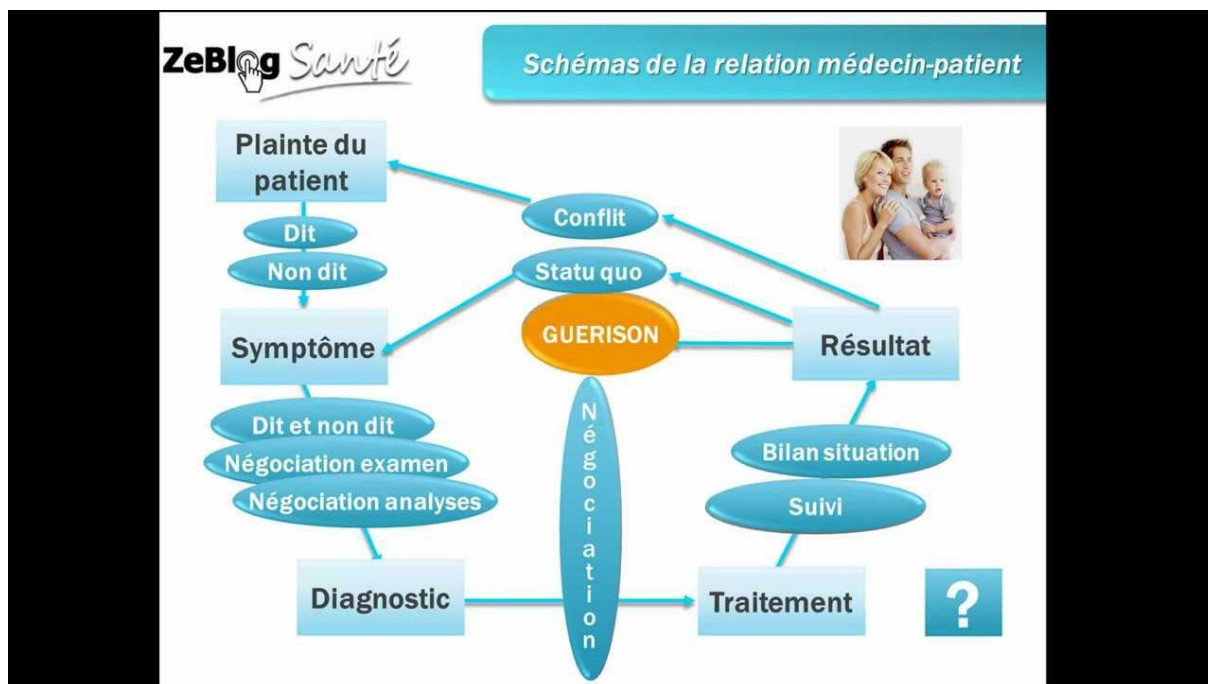 ZeBlog Santé
Schémas de la relation médecin-patient
Plainte du
patient
Dit
Non dit
Symptôme
Dit et non dit
Négociation examen
Négociation analyses
Diagnostic
Négociation
Traitement
Suivi
Bilan situation
Résultat
Conflit
Statu quo
GUERISON
?